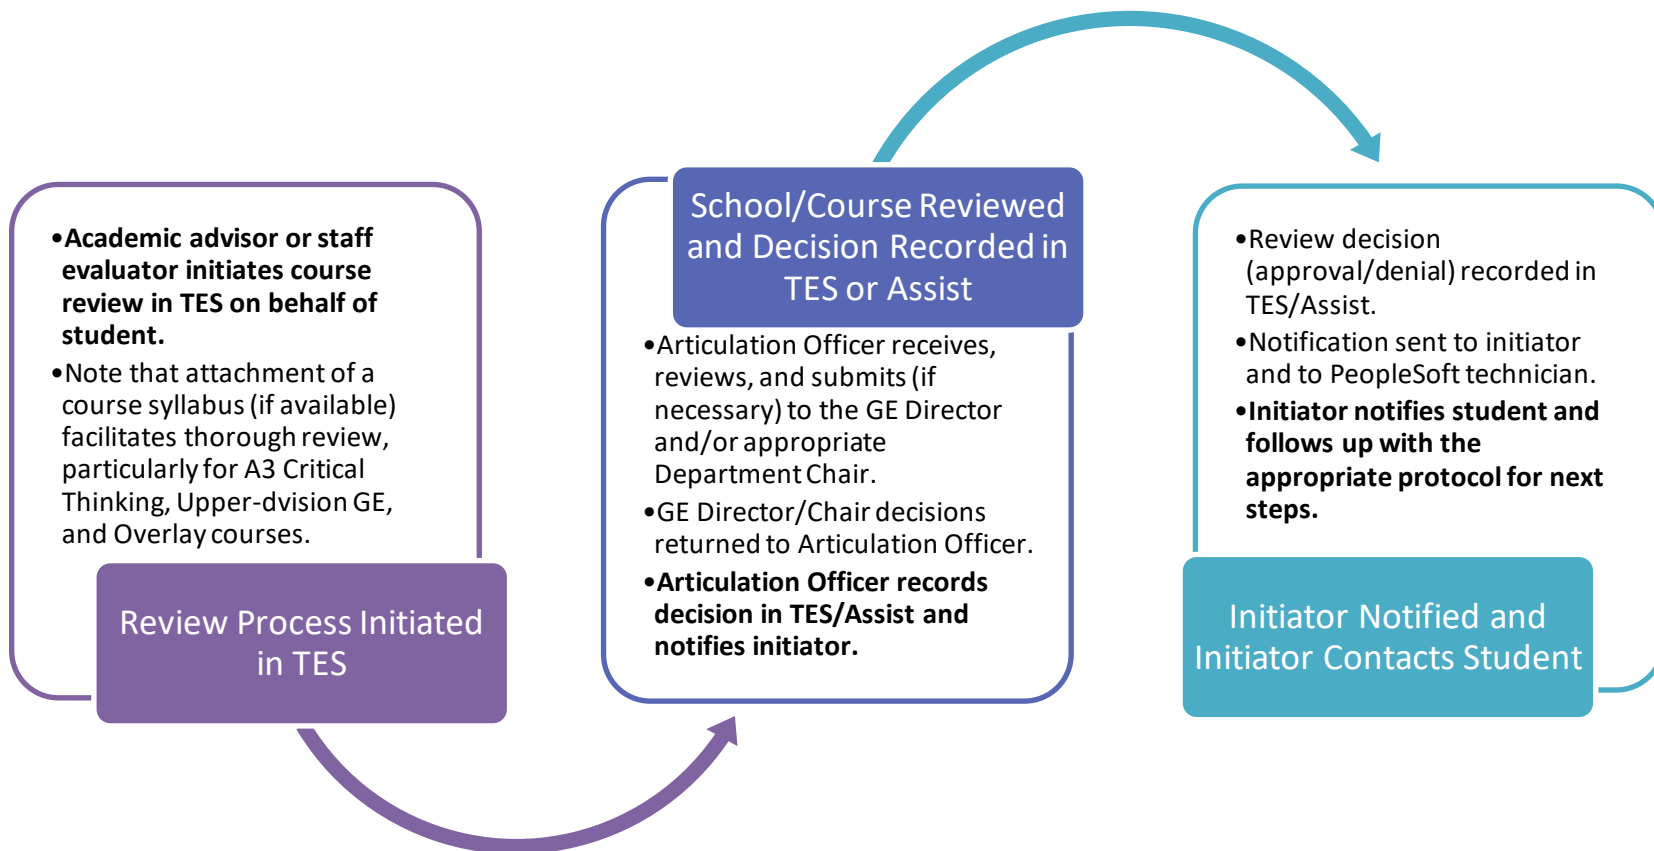 •Academic advisor or staff
evaluator initiates course
review in TES on behalf of
student.
•Note that attachment of a
course syllabus (if available)
facilitates thorough review,
particularly for A3 Critical
Thinking, Upper-dvision GE,
and Overlay courses.
Review Process Initiated
in TES
School/Course Reviewed
and Decision Recorded in
TES or Assist
•Articulation Officer receives,
reviews, and submits (if
necessary) to the GE Director
and/or appropriate
Department Chair.
•GE Director/Chair decisions
returned to Articulation Officer.
•Articulation Officer records
decision in TES/Assist and
notifies initiator.
•Review decision
(approval/denial) recorded in
TES/Assist.
•Notification sent to initiator
and to PeopleSoft technician.
•Initiator notifies student and
follows up with the
appropriate protocol for next
steps.
Initiator Notified and
Initiator Contacts Student